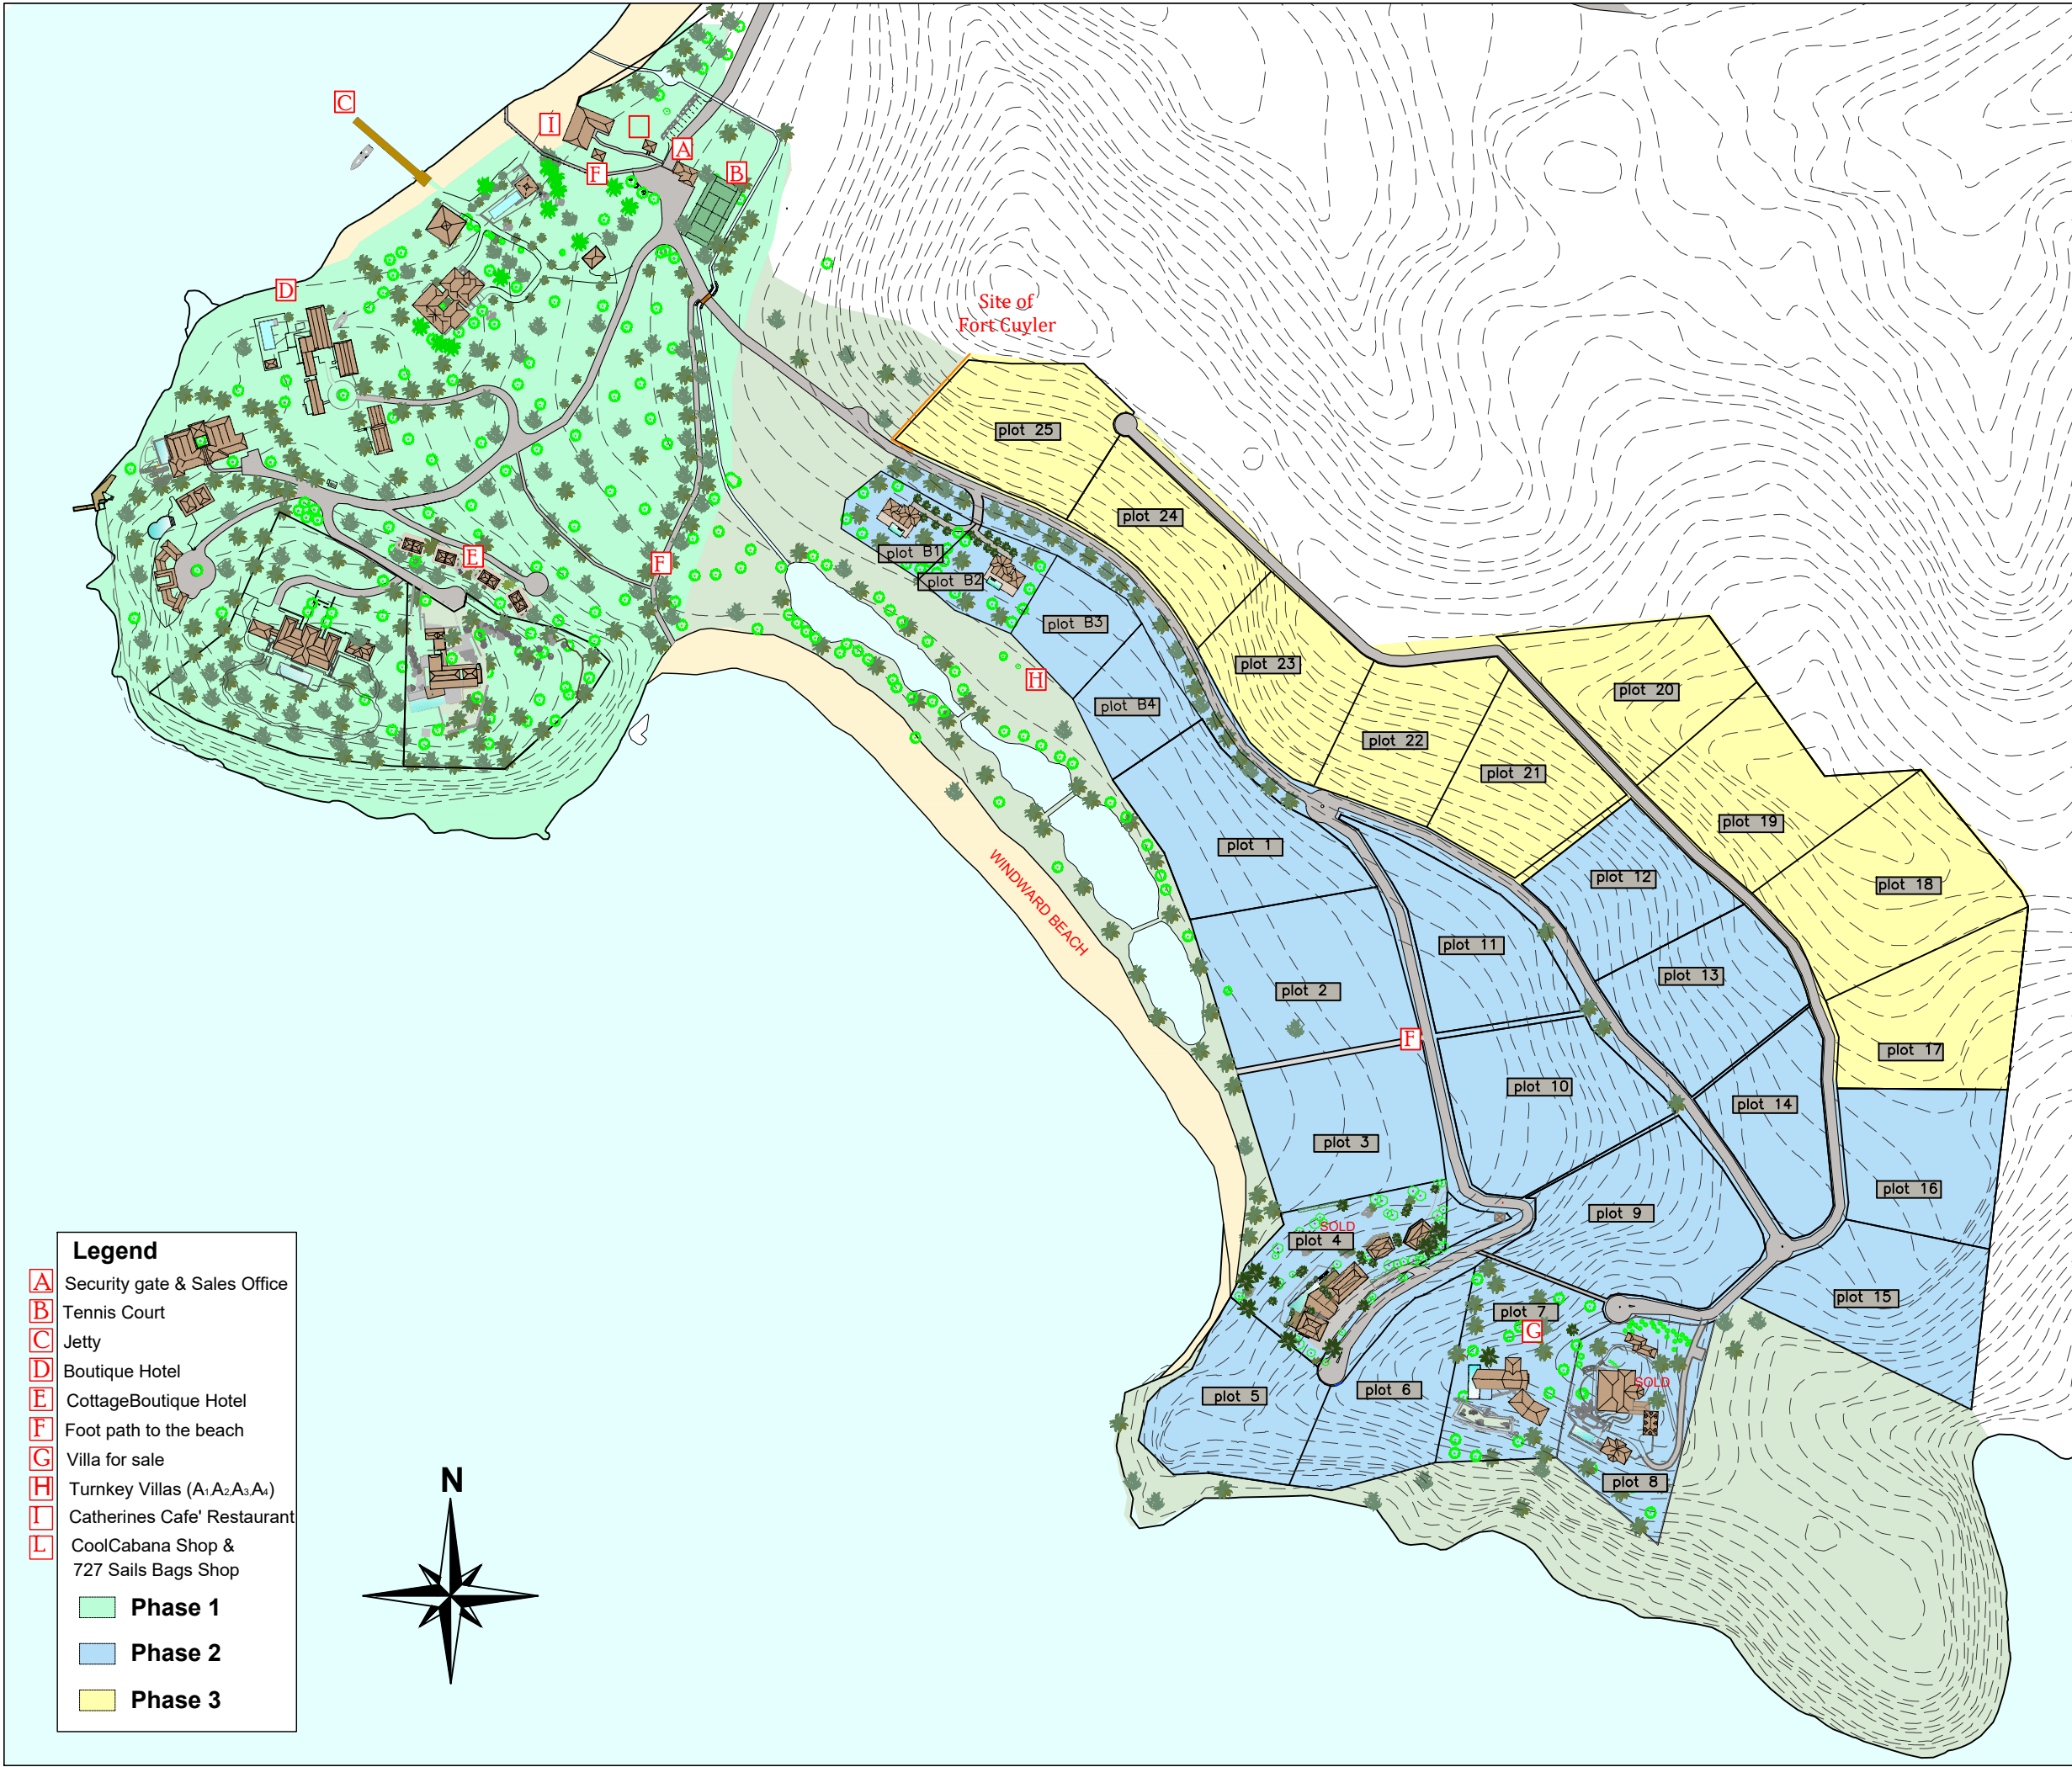 C
I
A
F
B
D
Site of
Fort Cuyler
plot 25
plot 24
plot B1
E
F
plot B2
plot B3
plot 23
H
plot 20
plot B4
plot 22
plot 21
plot 19
plot 1
plot 12
plot 18
WINDWARD BEACH
plot 11
plot 13
plot 2
F
plot 17
plot 10
plot 14
plot 3
plot 16
plot 9
SOLD
plot 4
plot 15
plot 7
G
plot 6
plot 5
SOLD
plot 8
Legend
A Security gate & Sales Office
B Tennis Court
C Jetty
D Boutique Hotel
E CottageBoutique Hotel
F Foot path to the beach
G Villa for sale
H Turnkey Villas (A1,A2,A3,A4)
I Catherines Cafe' Restaurant
L CoolCabana Shop &
727 Sails Bags Shop
Phase 1
Phase 2
Phase 3
N